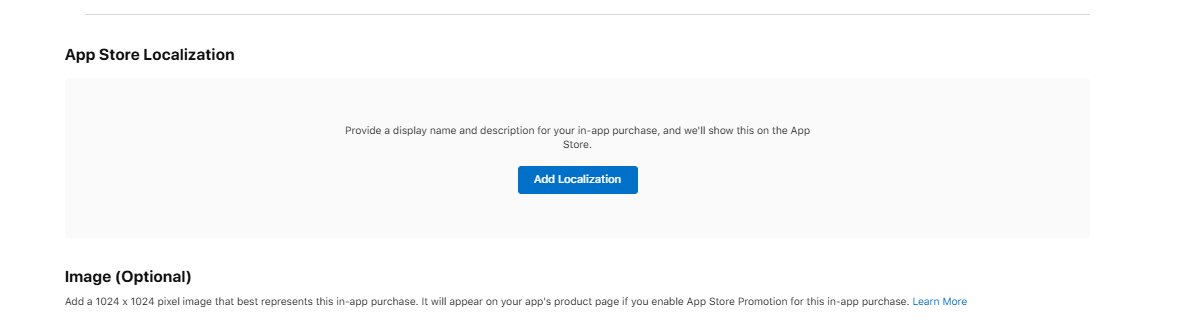 App Store Localization
Provide a display name and description for your in-app purchase, and we'll show this on the App
Store.
Add Localization
Image (Optional)
Add a 1024 x 1024 pixel image that best represents this in-app purchase. It will appear on your app's product page if you enable App Store Promotion for this in-app purchase. Learn More